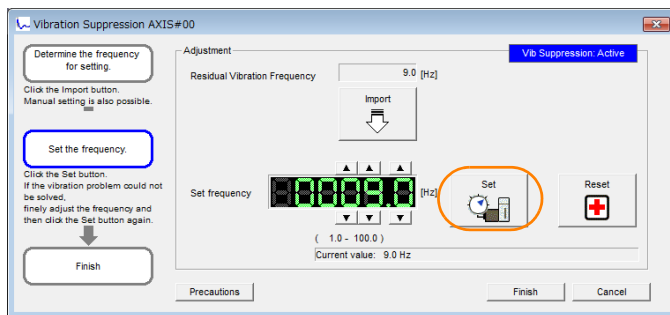 Vibration Suppression AXIS#00
Determine the frequency
for setting.
Click the Import button.
Manual setting is also possible.
Set the frequency.
Click the Set button.
If the vibration problem could not
be solved,
finely adjust the frequency and
then click the Set button again.
Finish
Adjustment
Vib Suppression: Active
Residual Vibration Frequency 9.0 [Hz]
Import
Set frequency 0009.0 [Hz]
Set
Reset
( 1.0 - 100.0 )
Current value: 9.0 Hz
Precautions
Finish
Cancel